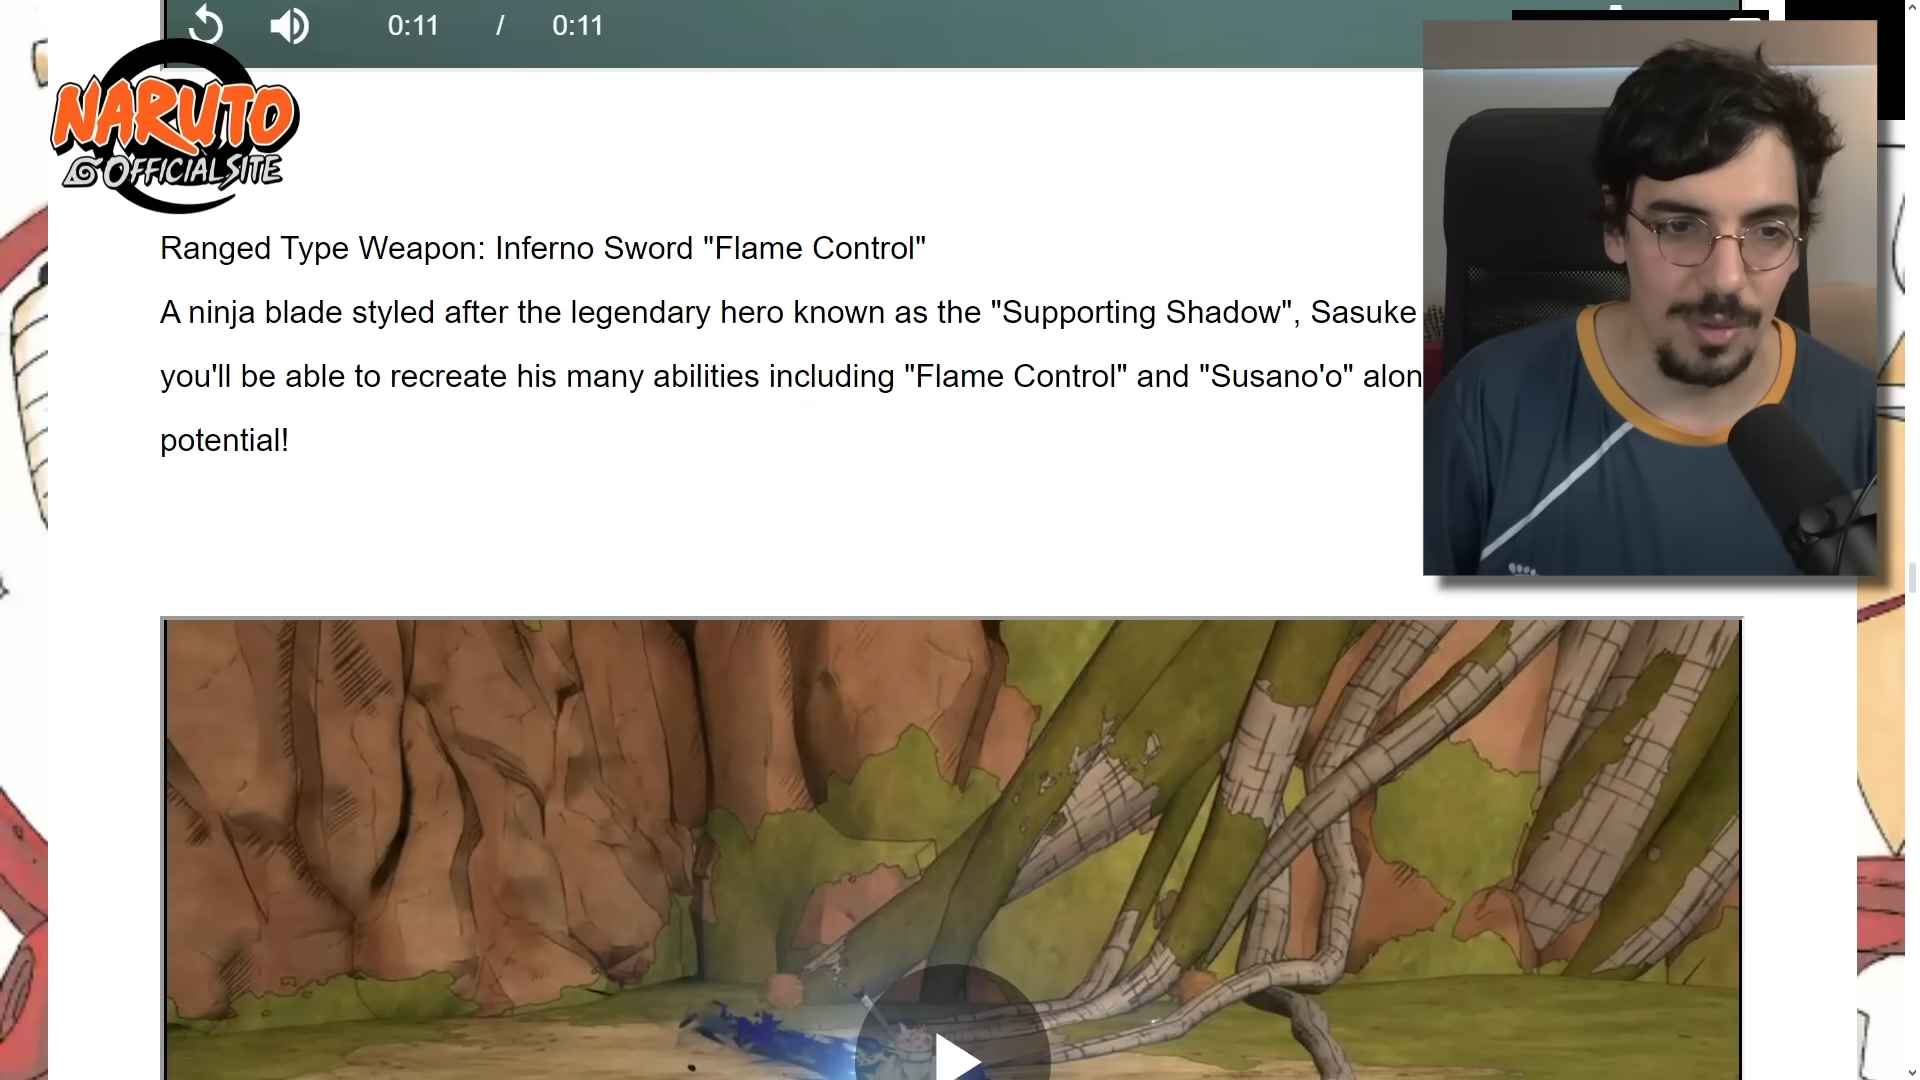 0:11 / 0:11
NARUTO
OFFICIAL SITE
Ranged Type Weapon: Inferno Sword "Flame Control"
A ninja blade styled after the legendary hero known as the "Supporting Shadow", Sasuke
you'll be able to recreate his many abilities including "Flame Control" and "Susano'o" alon
potential!